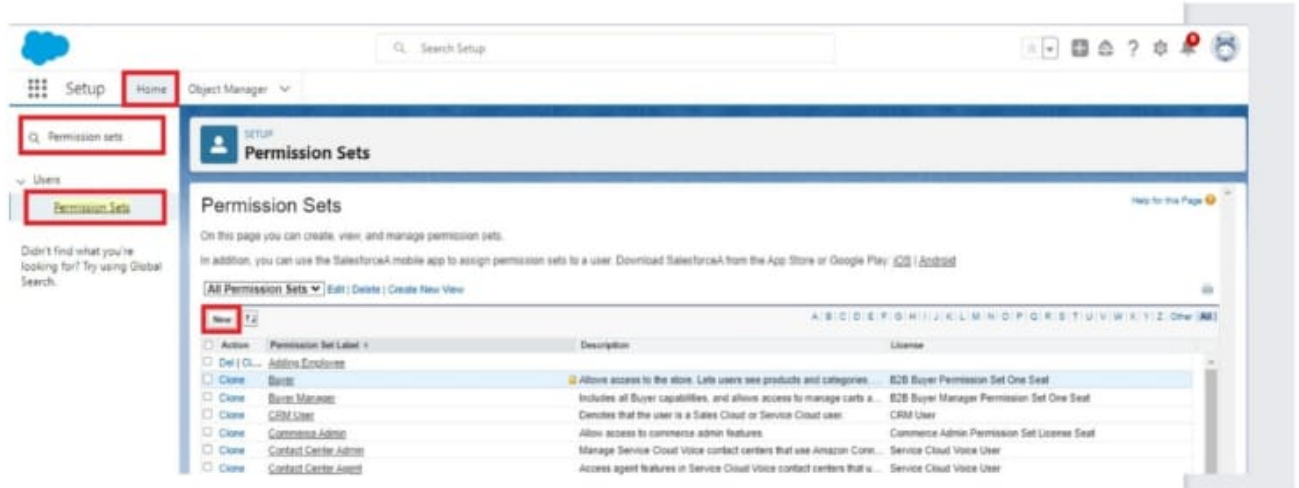 Search Setup
Setup Home Object Manager
Permission sets
SETUP
Permission Sets
Users
Permission Sets
Didn't find what you're
looking for? Try using Global
Search.
Permission Sets
Help for this Page
On this page you can create, view, and manage permission sets.
In addition, you can use the SalesforceA mobile app to assign permission sets to a user. Download SalesforceA from the App Store or Google Play: iOS | Android
All Permission Sets Edit | Delete | Create New View
New A | B | C | D | E | F | G | H | I | J | K | L | M | N | O | P | Q | R | S | T | U | V | W | X | Y | Z Other All
Action Permission Set Label Description License
Del | Cl... Adding Employee
Clone Buyer Allows access to the store. Lets users see products and categories. ... B2B Buyer Permission Set One Seat
Clone Buyer Manager Includes all Buyer capabilities, and allows access to manage carts a... B2B Buyer Manager Permission Set One Seat
Clone CRM User Denotes that the user is a Sales Cloud or Service Cloud user. CRM User
Clone Commerce Admin Allow access to commerce admin features. Commerce Admin Permission Set License Seat
Clone Contact Center Admin Manage Service Cloud Voice contact centers that use Amazon Conn... Service Cloud Voice User
Clone Contact Center Agent Access agent features in Service Cloud Voice contact centers that u... Service Cloud Voice User